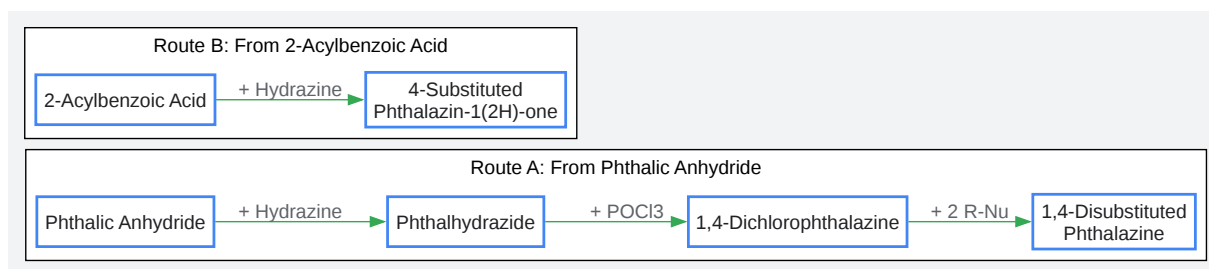 Route B: From 2-Acylbenzoic Acid
2-Acylbenzoic Acid
+ Hydrazine
4-Substituted
Phthalazin-1(2H)-one
Route A: From Phthalic Anhydride
Phthalic Anhydride
+ Hydrazine
Phthalhydrazide
+ POCl3
1,4-Dichlorophthalazine
+ 2 R-Nu
1,4-Disubstituted
Phthalazine